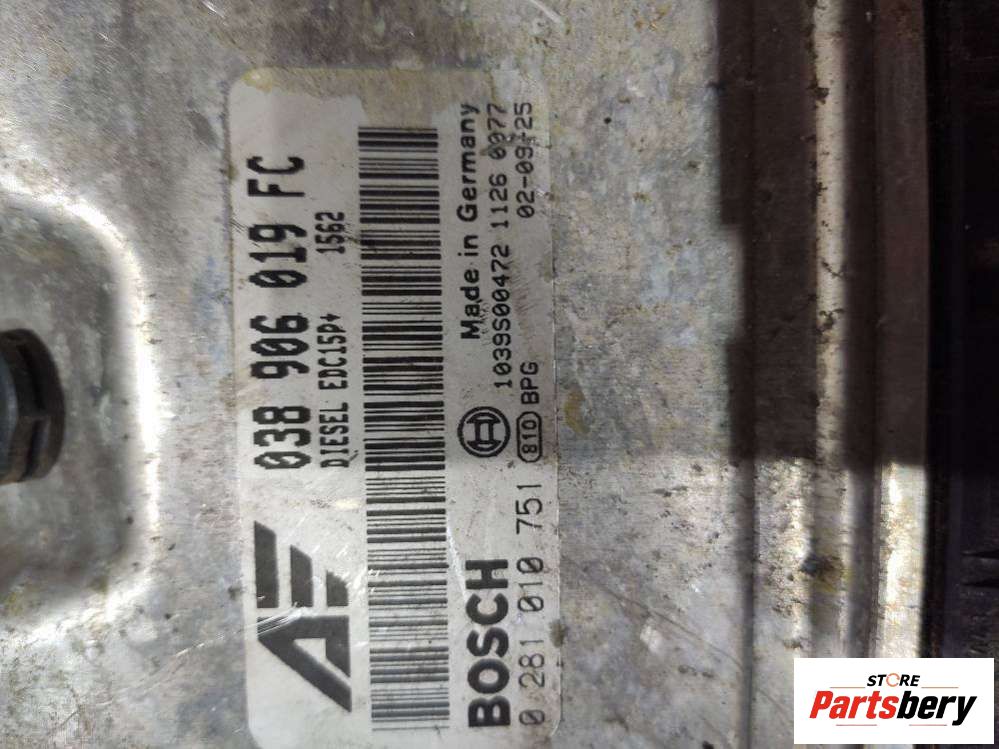 038 906 019 FC
DIESEL EDC15P+ 1562
Made in Germany
1039S00472 1126 0077
BOSCH
810 BPG 02-09-25
0 281 010 751
STORE
Partsbery